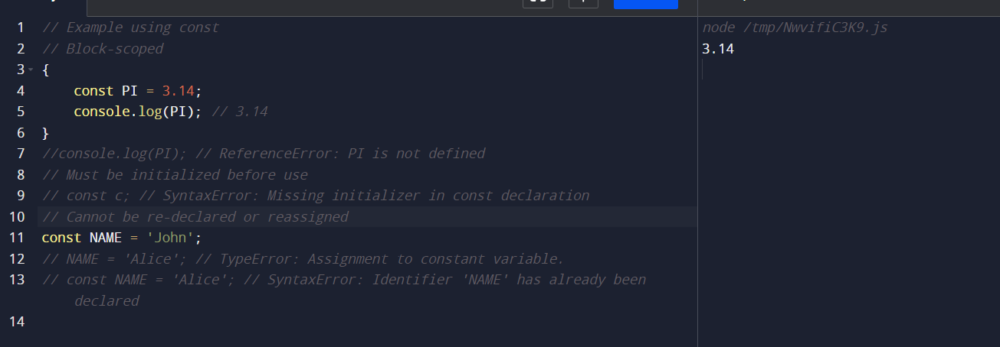 1 // Example using const
2 // Block-scoped
3 {
4     const PI = 3.14;
5     console.log(PI); // 3.14
6 }
7 //console.log(PI); // ReferenceError: PI is not defined
8 // Must be initialized before use
9 // const c; // SyntaxError: Missing initializer in const declaration
10 // Cannot be re-declared or reassigned
11 const NAME = 'John';
12 // NAME = 'Alice'; // TypeError: Assignment to constant variable.
13 // const NAME = 'Alice'; // SyntaxError: Identifier 'NAME' has already been
declared
14
node /tmp/NwvifiC3K9.js
3.14